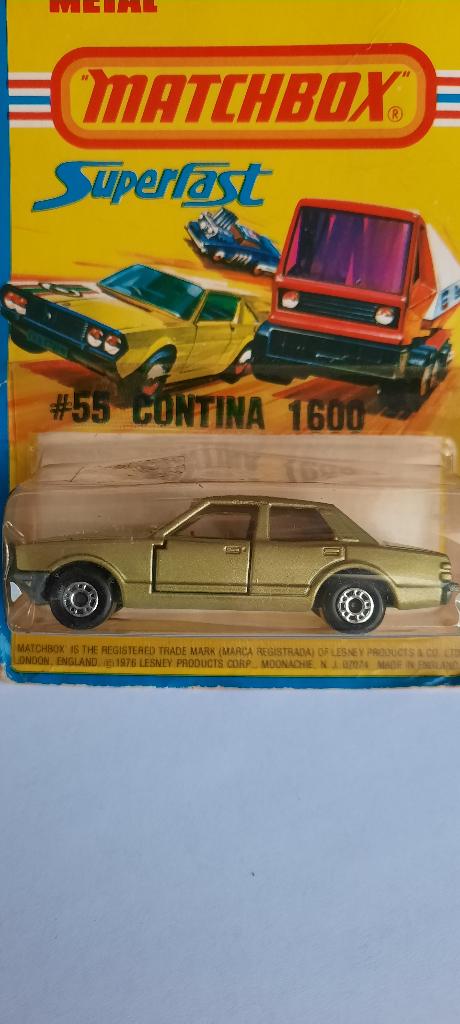 METAL
"MATCHBOX"®
Superfast
#55 CONTINA 1600
MATCHBOX IS THE REGISTERED TRADE MARK (MARCA REGISTRADA) OF LESNEY PRODUCTS & CO. LTD
LONDON, ENGLAND. ©1976 LESNEY PRODUCTS CORP., MOONACHIE, N. J. 07074 MADE IN ENGLAND